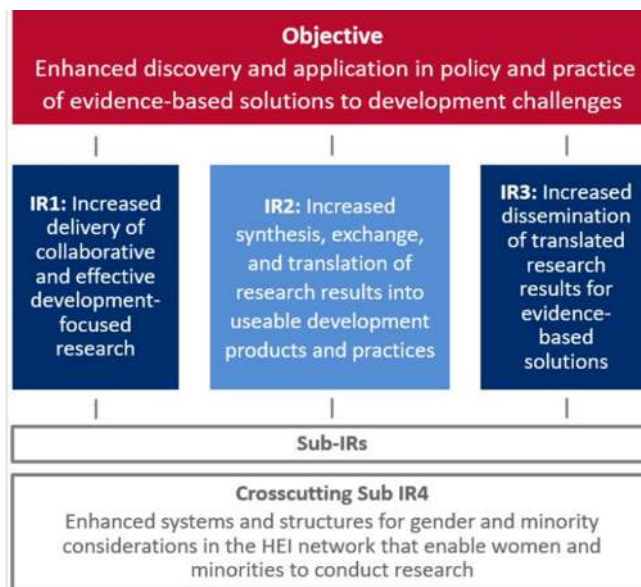 Objective
Enhanced discovery and application in policy and practice
of evidence-based solutions to development challenges
IR1: Increased
delivery of
collaborative
and effective
development-
focused
research
IR2: Increased
synthesis, exchange,
and translation of
research results into
useable development
products and practices
IR3: Increased
dissemination
of translated
research
results for
evidence-
based
solutions
Sub-IRs
Crosscutting Sub IR4
Enhanced systems and structures for gender and minority
considerations in the HEI network that enable women and
minorities to conduct research